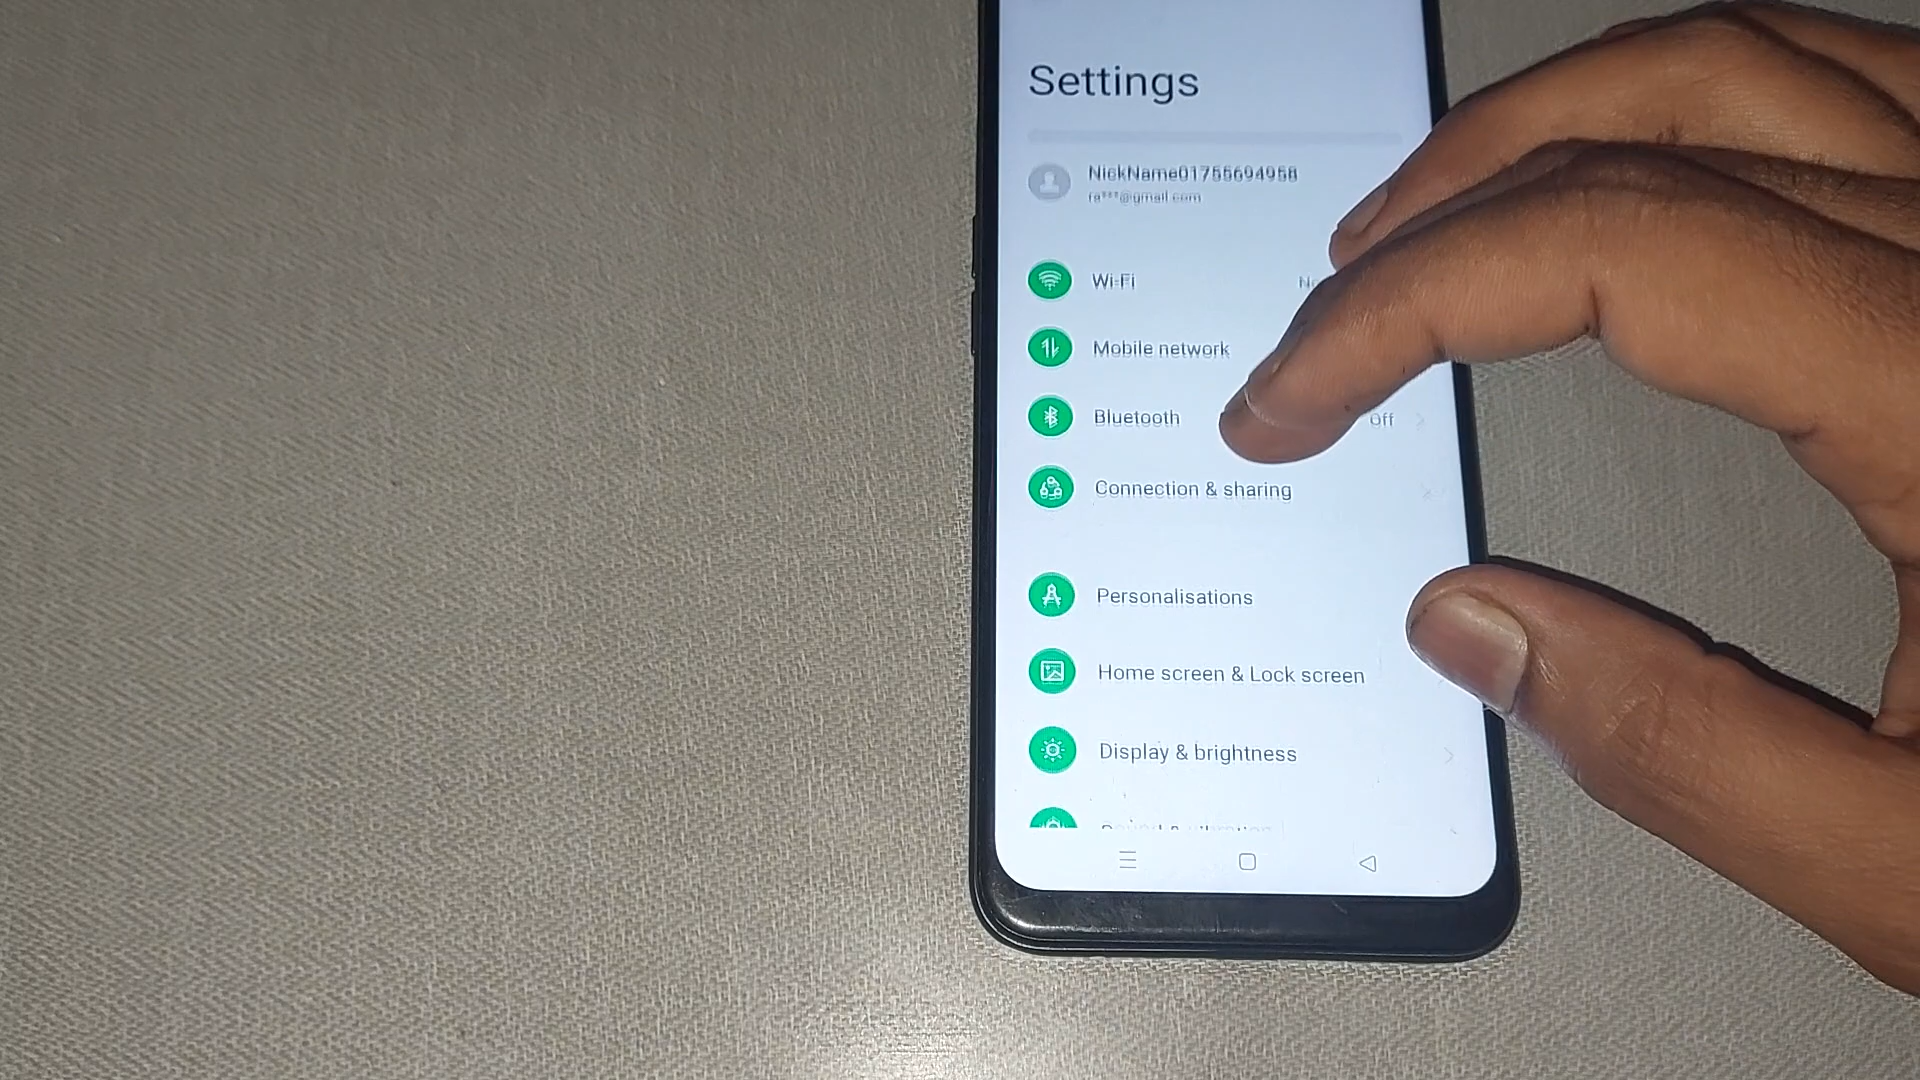 Settings
NickName01755694958
ra***@gmail.com
Wi-Fi
Mobile network
Bluetooth Off
Connection & sharing
Personalisations
Home screen & Lock screen
Display & brightness